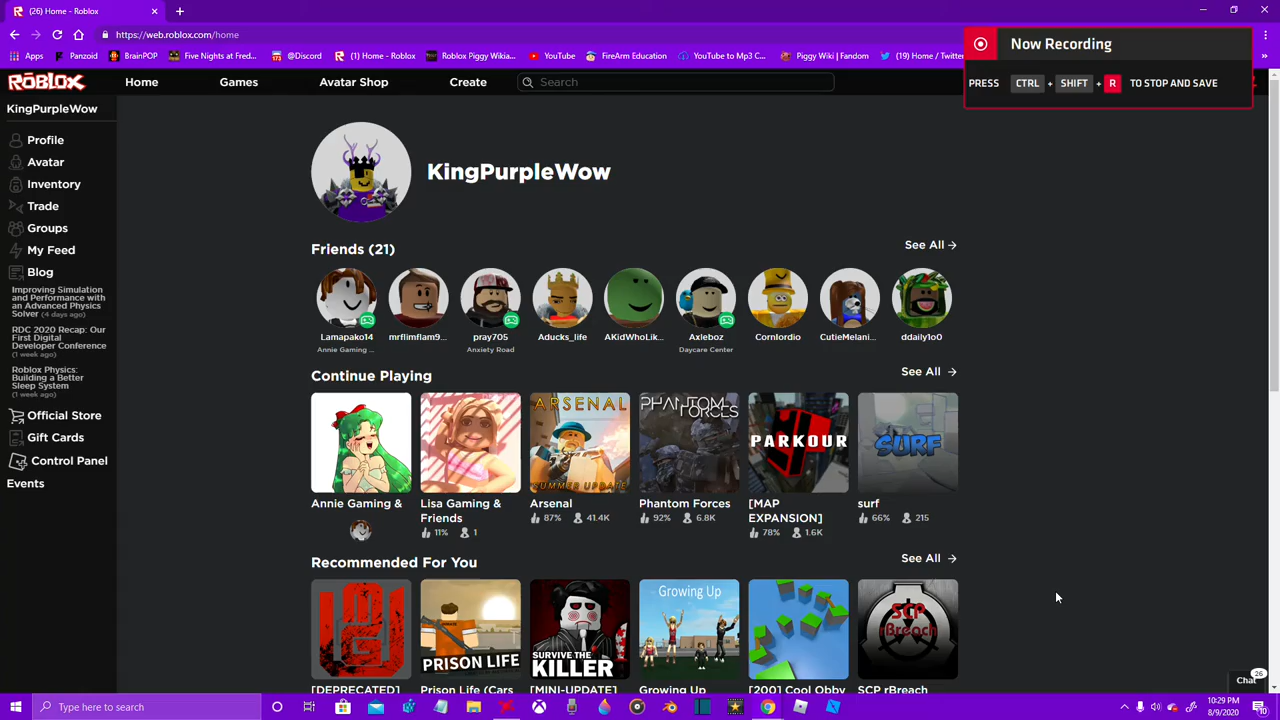 (26) Home - Roblox
https://web.roblox.com/home
Apps
Panzoid
BrainPOP
Five Nights at Fred...
@Discord
(1) Home - Roblox
Roblox Piggy Wikia...
YouTube
FireArm Education
YouTube to Mp3 C...
Piggy Wiki | Fandom
(19) Home / Twitter
Now Recording
PRESS CTRL + SHIFT + R TO STOP AND SAVE
ROBLOX
Home
Games
Avatar Shop
Create
Search
KingPurpleWow
Profile
Avatar
Inventory
Trade
Groups
My Feed
Blog
Improving Simulation
and Performance with
an Advanced Physics
Solver (4 days ago)
RDC 2020 Recap: Our
First Digital
Developer Conference
(1 week ago)
Roblox Physics:
Building a Better
Sleep System
(1 week ago)
Official Store
Gift Cards
Control Panel
Events
KingPurpleWow
Friends (21)
See All
Lamapako14
Annie Gaming ...
mrflimflam9...
pray705
Anxiety Road
Aducks_life
AKidWhoLik...
Axleboz
Daycare Center
Cornlordio
CutieMelani...
ddaily1o0
Continue Playing
See All
ARSENAL
SUMMER UPDATE
PHANTOM FORCES
PARKOUR
SURF
Annie Gaming &
Lisa Gaming &
Friends
11% 1
Arsenal
87% 41.4K
Phantom Forces
92% 6.8K
[MAP
EXPANSION]
78% 1.6K
surf
66% 215
Recommended For You
See All
PRISON LIFE
SURVIVE THE
KILLER
Growing Up
SCP
rBreach
[DEPRECATED]
Prison Life (Cars
[MINI-UPDATE]
Growing Up
[200] Cool Obby
SCP rBreach
Chat
26
Type here to search
10:29 PM
8/9/2020
10